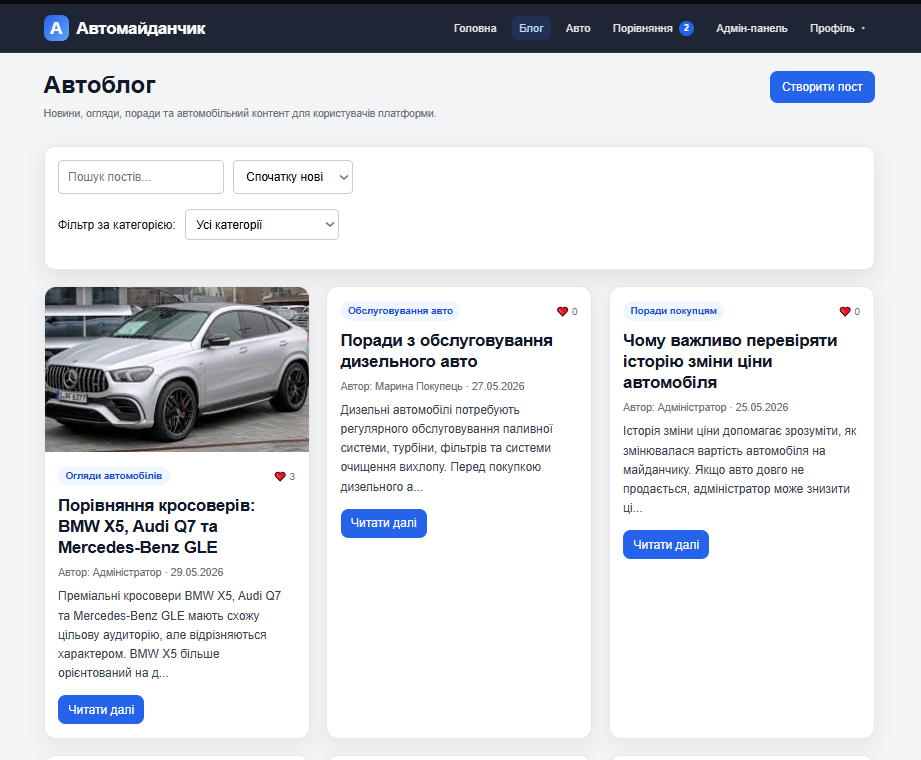 A Автомайданчик
Головна Блог Авто Порівняння 2 Адмін-панель Профіль
Автоблог
Створити пост
Новини, огляди, поради та автомобільний контент для користувачів платформи.
Пошук постів...
Спочатку нові
Фільтр за категорією: Усі категорії
Огляди автомобілів 3
Порівняння кросоверів:
BMW X5, Audi Q7 та
Mercedes-Benz GLE
Автор: Адміністратор · 29.05.2026
Преміальні кросовери BMW X5, Audi Q7
та Mercedes-Benz GLE мають схожу
цільову аудиторію, але відрізняються
характером. BMW X5 більше
орієнтований на д...
Читати далі
Обслуговування авто 0
Поради з обслуговування
дизельного авто
Автор: Марина Покупець · 27.05.2026
Дизельні автомобілі потребують
регулярного обслуговування паливної
системи, турбіни, фільтрів та системи
очищення вихлопу. Перед покупкою
дизельного а...
Читати далі
Поради покупцям 0
Чому важливо перевіряти
історію зміни ціни
автомобіля
Автор: Адміністратор · 25.05.2026
Історія зміни ціни допомагає зрозуміти, як
змінювалася вартість автомобіля на
майданчику. Якщо авто довго не
продається, адміністратор може знизити
ці...
Читати далі